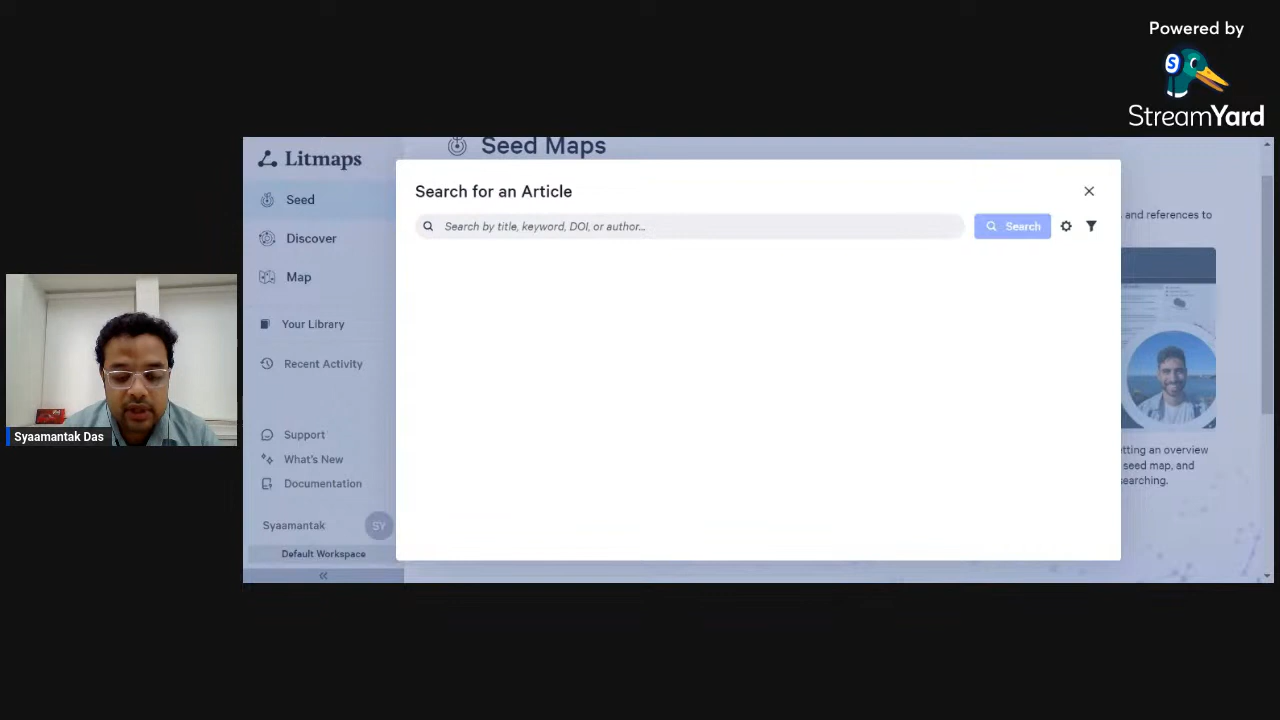 Powered by
StreamYard
Litmaps
Seed Maps
Search for an Article
Search by title, keyword, DOI, or author...
Search
Seed
Discover
Map
Your Library
Recent Activity
Support
What's New
Documentation
Syaamantak
SY
Default Workspace
and references to
etting an overview
seed map, and
searching.
Syaamantak Das